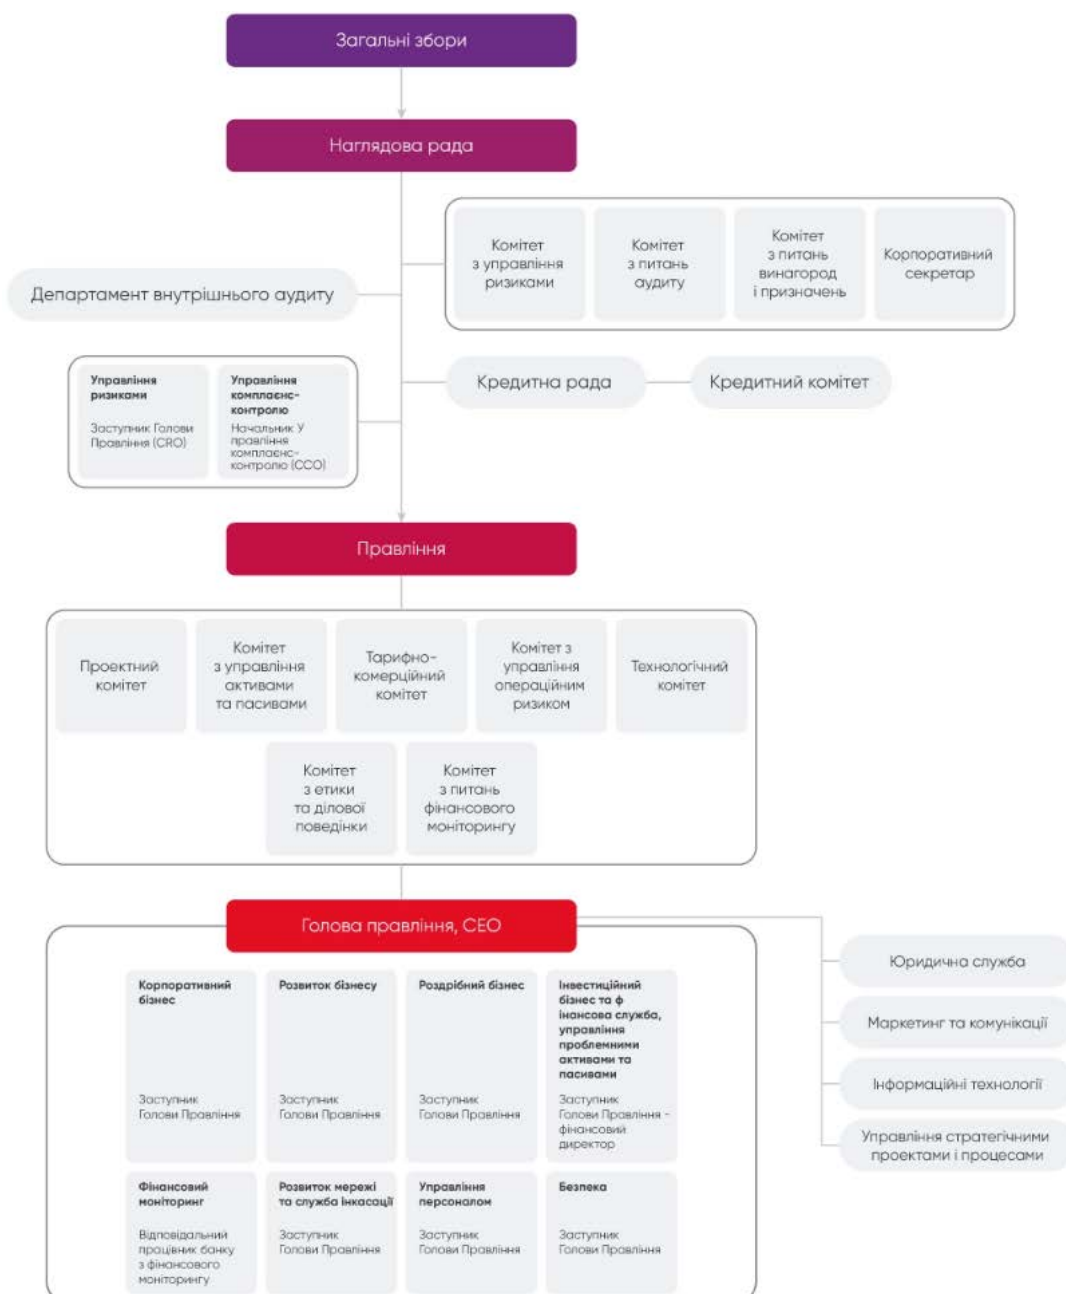 Загальні збори
Наглядова рада
Комітет
з управління
ризиками
Комітет
з питань
аудиту
Комітет
з питань
винагород
і призначень
Корпоративний
секретар
Департамент внутрішнього аудиту
Управління
ризиками
Заступник Голови
Правління (CRO)
Управління
комплаєнс-
контролю
Начальник У
правління
комплаєнс-
контролю (CCO)
Кредитна рада
Кредитний комітет
Правління
Проектний
комітет
Комітет
з управління
активами
та пасивами
Тарифно-
комерційний
комітет
Комітет з
управління
операційним
ризиком
Технологічний
комітет
Комітет
з етики
та ділової
поведінки
Комітет
з питань
фінансового
моніторингу
Голова правління, CEO
Корпоративний
бізнес
Заступник
Голови Правління
Розвиток бізнесу
Заступник
Голови Правління
Роздрібний бізнес
Заступник
Голови Правління
Інвестиційний
бізнес та ф
інансова служба,
управління
проблемними
активами та
пасивами
Заступник
Голови Правління -
фінансовий
директор
Фінансовий
моніторинг
Відповідальний
працівник банку
з фінансового
моніторингу
Розвиток мережі
та служба інкасації
Заступник
Голови Правління
Управління
персоналом
Заступник
Голови Правління
Безпека
Заступник
Голови Правління
Юридична служба
Маркетинг та комунікації
Інформаційні технології
Управління стратегічними
проектами і процесами